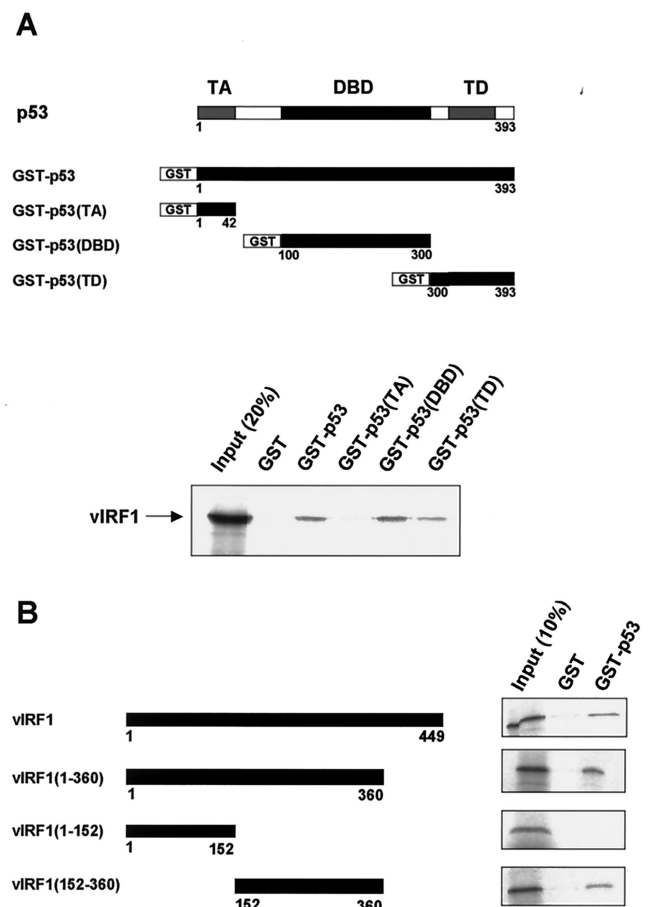 A
TA DBD TD
p53
1 393
GST-p53 GST
1 393
GST-p53(TA) GST
1 42
GST-p53(DBD) GST
100 300
GST-p53(TD) GST
300 393
Input (20%) GST GST-p53 GST-p53(TA) GST-p53(DBD) GST-p53(TD)
vIRF1
B
Input (10%) GST GST-p53
vIRF1
1 449
vIRF1(1-360)
1 360
vIRF1(1-152)
1 152
vIRF1(152-360)
152 360